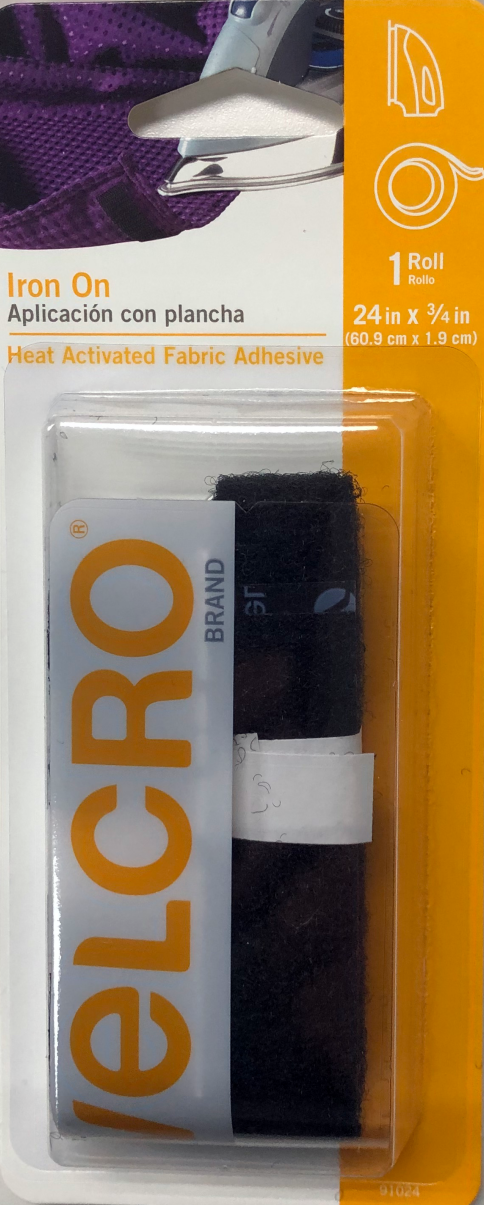 Iron On
Aplicación con plancha
Heat Activated Fabric Adhesive
1 Roll
Rollo
24 in x ¾ in
(60.9 cm x 1.9 cm)
VELCRO®
BRAND
91024